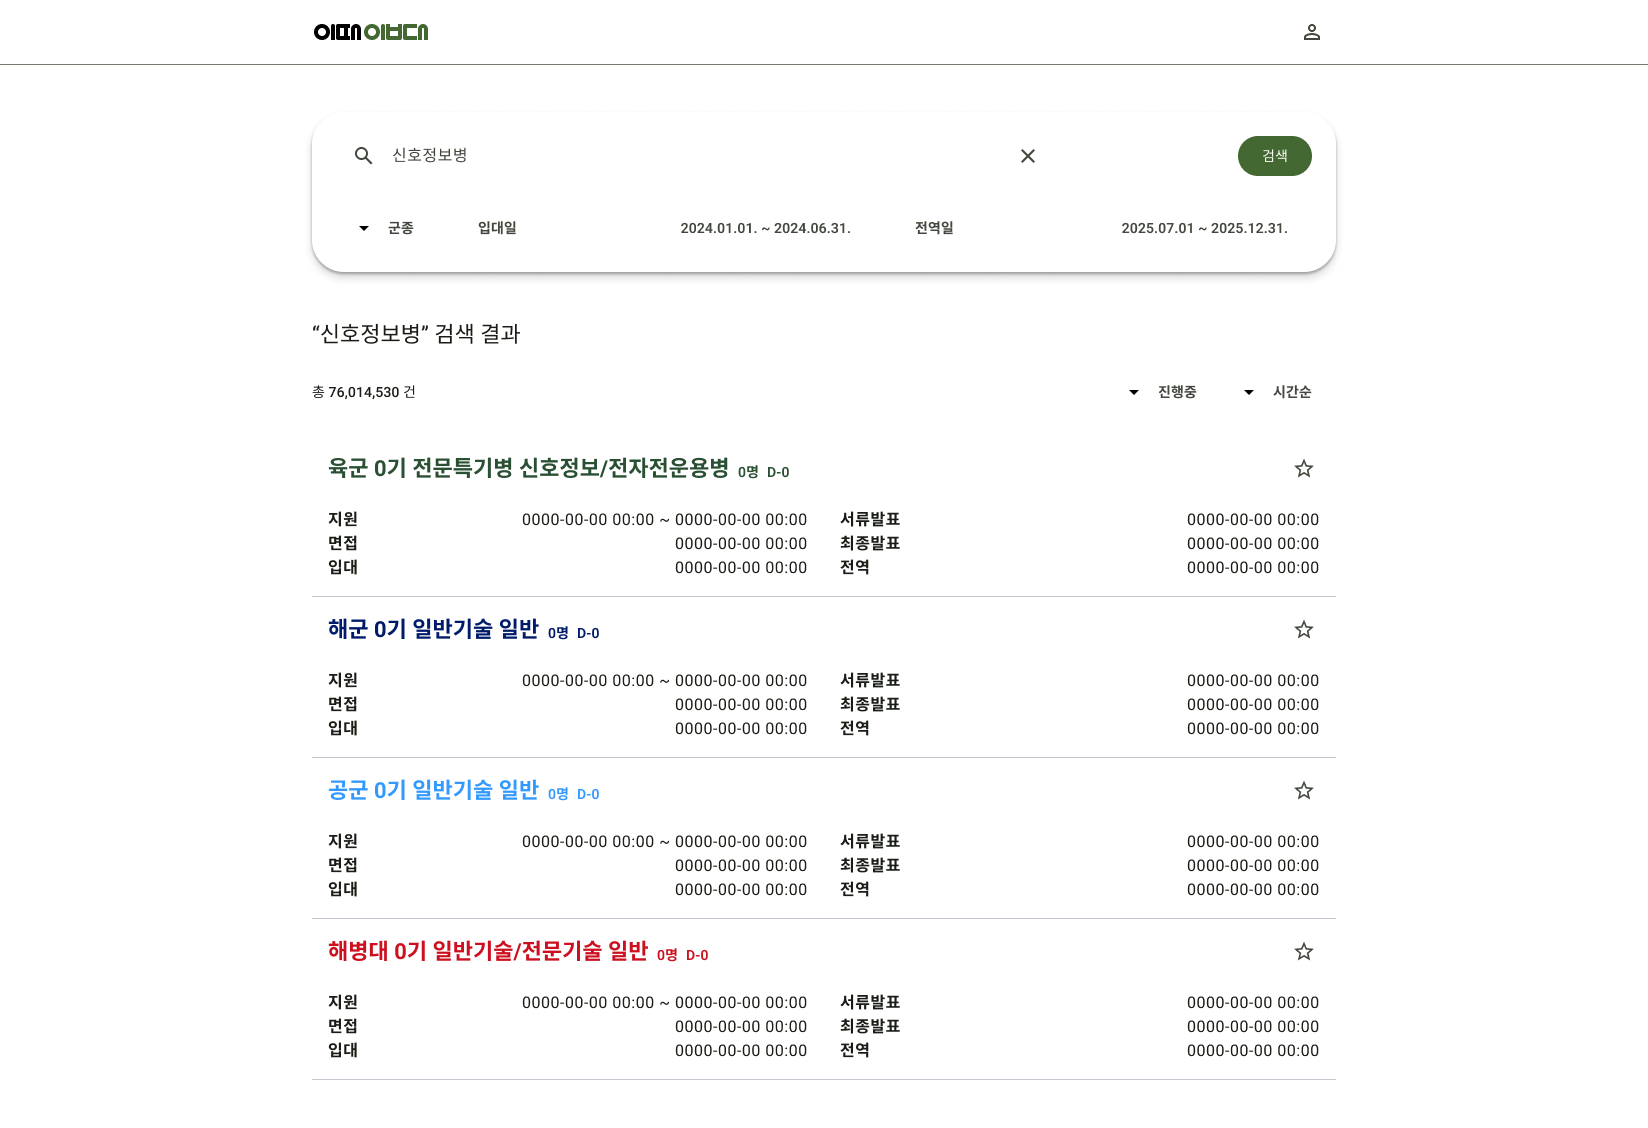 신호정보병
검색
군종 입대일 2024.01.01. ~ 2024.06.31. 전역일 2025.07.01 ~ 2025.12.31.
“신호정보병” 검색 결과
총 76,014,530 건 진행중 시간순
육군 0기 전문특기병 신호정보/전자전운용병 0명 D-0
지원 0000-00-00 00:00 ~ 0000-00-00 00:00 서류발표 0000-00-00 00:00
면접 0000-00-00 00:00 최종발표 0000-00-00 00:00
입대 0000-00-00 00:00 전역 0000-00-00 00:00
해군 0기 일반기술 일반 0명 D-0
지원 0000-00-00 00:00 ~ 0000-00-00 00:00 서류발표 0000-00-00 00:00
면접 0000-00-00 00:00 최종발표 0000-00-00 00:00
입대 0000-00-00 00:00 전역 0000-00-00 00:00
공군 0기 일반기술 일반 0명 D-0
지원 0000-00-00 00:00 ~ 0000-00-00 00:00 서류발표 0000-00-00 00:00
면접 0000-00-00 00:00 최종발표 0000-00-00 00:00
입대 0000-00-00 00:00 전역 0000-00-00 00:00
해병대 0기 일반기술/전문기술 일반 0명 D-0
지원 0000-00-00 00:00 ~ 0000-00-00 00:00 서류발표 0000-00-00 00:00
면접 0000-00-00 00:00 최종발표 0000-00-00 00:00
입대 0000-00-00 00:00 전역 0000-00-00 00:00